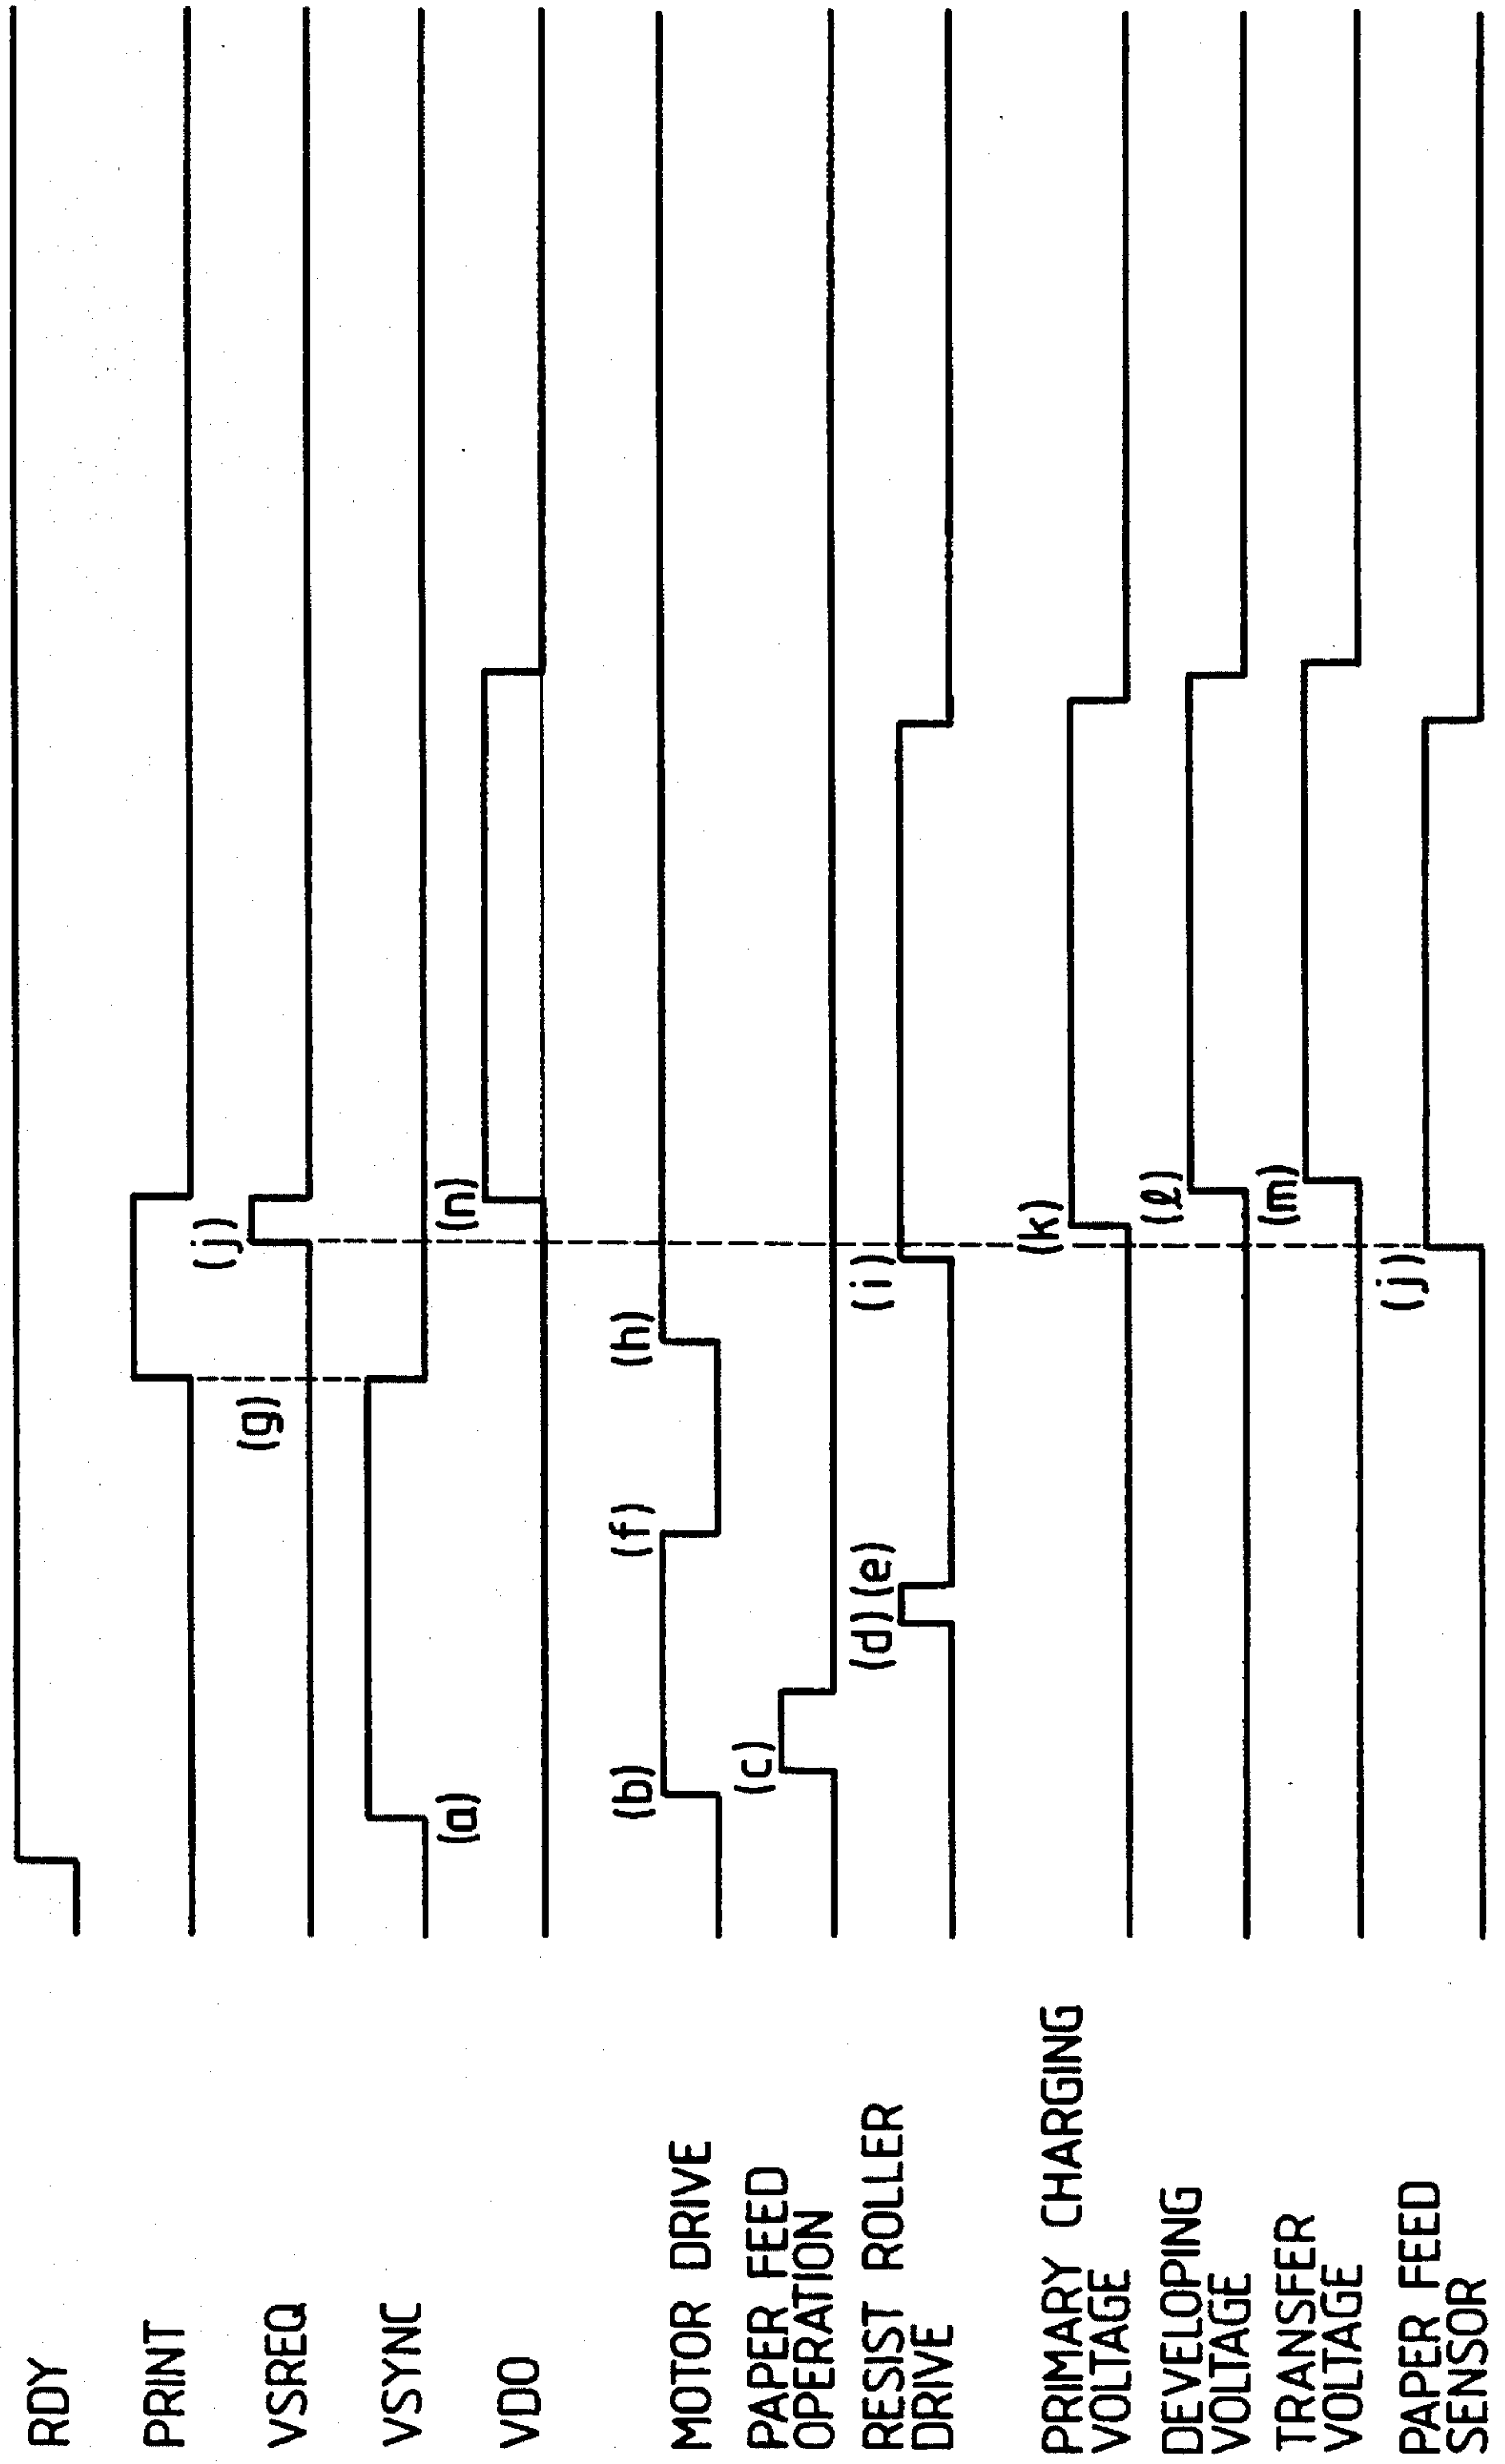 RDY
PRINT
(j)
VSREQ
(g)
VSYNC
(a)
(n)
VDO
(b)
(f)
(h)
MOTOR DRIVE
(c)
PAPER FEED
OPERATION
(d) (e)
(i)
RESIST ROLLER
DRIVE
(k)
PRIMARY CHARGING
VOLTAGE
(ℓ)
DEVELOPING
VOLTAGE
(m)
TRANSFER
VOLTAGE
(j)
PAPER FEED
SENSOR